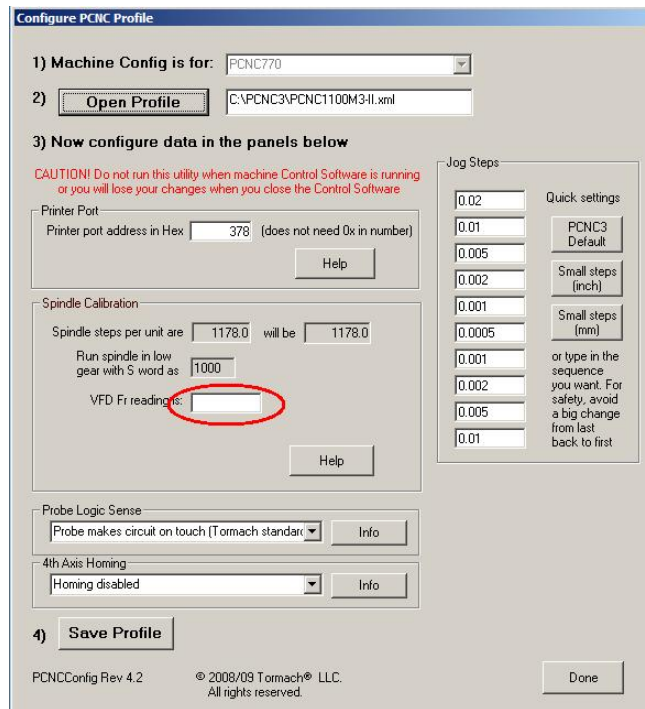 Configure PCNC Profile
1) Machine Config is for:
PCNC770
2)
Open Profile
C:\PCNC3\PCNC1100M3-II.xml
3) Now configure data in the panels below
CAUTION! Do not run this utility when machine Control Software is running
or you will lose your changes when you close the Control Software
Printer Port
Printer port address in Hex
378
(does not need 0x in number)
Help
Spindle Calibration
Spindle steps per unit are
1178.0
will be
1178.0
Run spindle in low
gear with S word as
1000
VFD Fr reading is:
Help
Probe Logic Sense
Probe makes circuit on touch (Tormach standard
Info
4th Axis Homing
Homing disabled
Info
4)
Save Profile
PCNCConfig Rev 4.2
© 2008/09 Tormach® LLC.
All rights reserved.
Jog Steps
0.02
0.01
0.005
0.002
0.001
0.0005
0.001
0.002
0.005
0.01
Quick settings
PCNC3
Default
Small steps
(inch)
Small steps
(mm)
or type in the
sequence
you want. For
safety, avoid
a big change
from last
back to first
Done